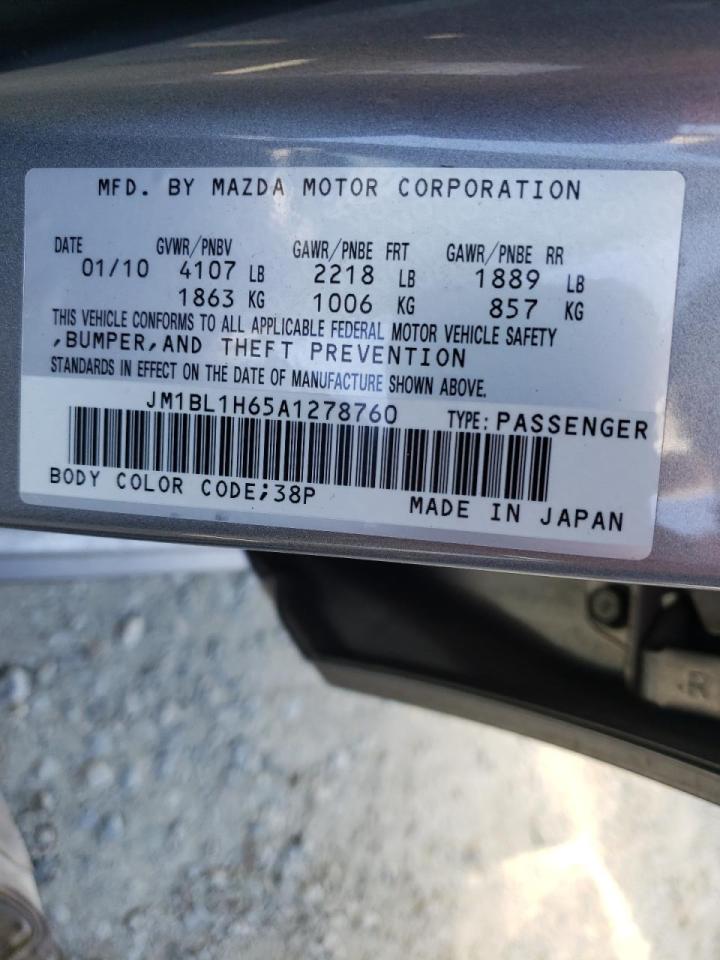 MFD. BY MAZDA MOTOR CORPORATION
DATE GVWR/PNBV GAWR/PNBE FRT GAWR/PNBE RR
01/10 4107 LB 2218 LB 1889 LB
1863 KG 1006 KG 857 KG
THIS VEHICLE CONFORMS TO ALL APPLICABLE FEDERAL MOTOR VEHICLE SAFETY
,BUMPER,AND THEFT PREVENTION
STANDARDS IN EFFECT ON THE DATE OF MANUFACTURE SHOWN ABOVE.
JM1BL1H65A1278760 TYPE: PASSENGER
BODY COLOR CODE;38P MADE IN JAPAN
R